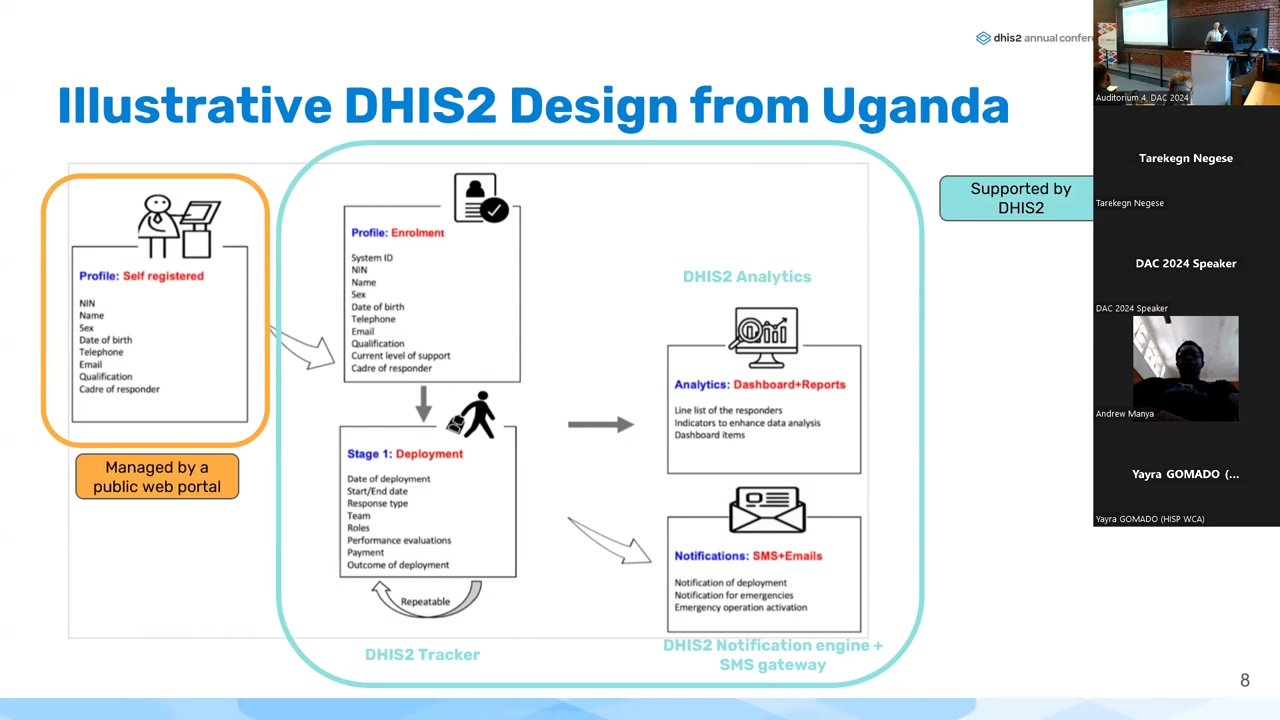 dhis2 annual confere
Illustrative DHIS2 Design from Uganda
Profile: Self registered
NIN
Name
Sex
Date of birth
Telephone
Email
Qualification
Cadre of responder
Managed by a
public web portal
Profile: Enrolment
System ID
NIN
Name
Sex
Date of birth
Telephone
Email
Qualification
Current level of support
Cadre of responder
Stage 1: Deployment
Date of deployment
Start/End date
Response type
Team
Roles
Performance evaluations
Payment
Outcome of deployment
Repeatable
DHIS2 Tracker
DHIS2 Analytics
Analytics: Dashboard+Reports
Line list of the responders
Indicators to enhance data analysis
Dashboard items
Notifications: SMS+Emails
Notification of deployment
Notification for emergencies
Emergency operation activation
DHIS2 Notification engine +
SMS gateway
Supported by
DHIS2
8
Auditorium 4, DAC 2024
Tarekegn Negese
Tarekegn Negese
DAC 2024 Speaker
DAC 2024 Speaker
Andrew Manya
Yayra GOMADO (...
Yayra GOMADO (HISP WCA)